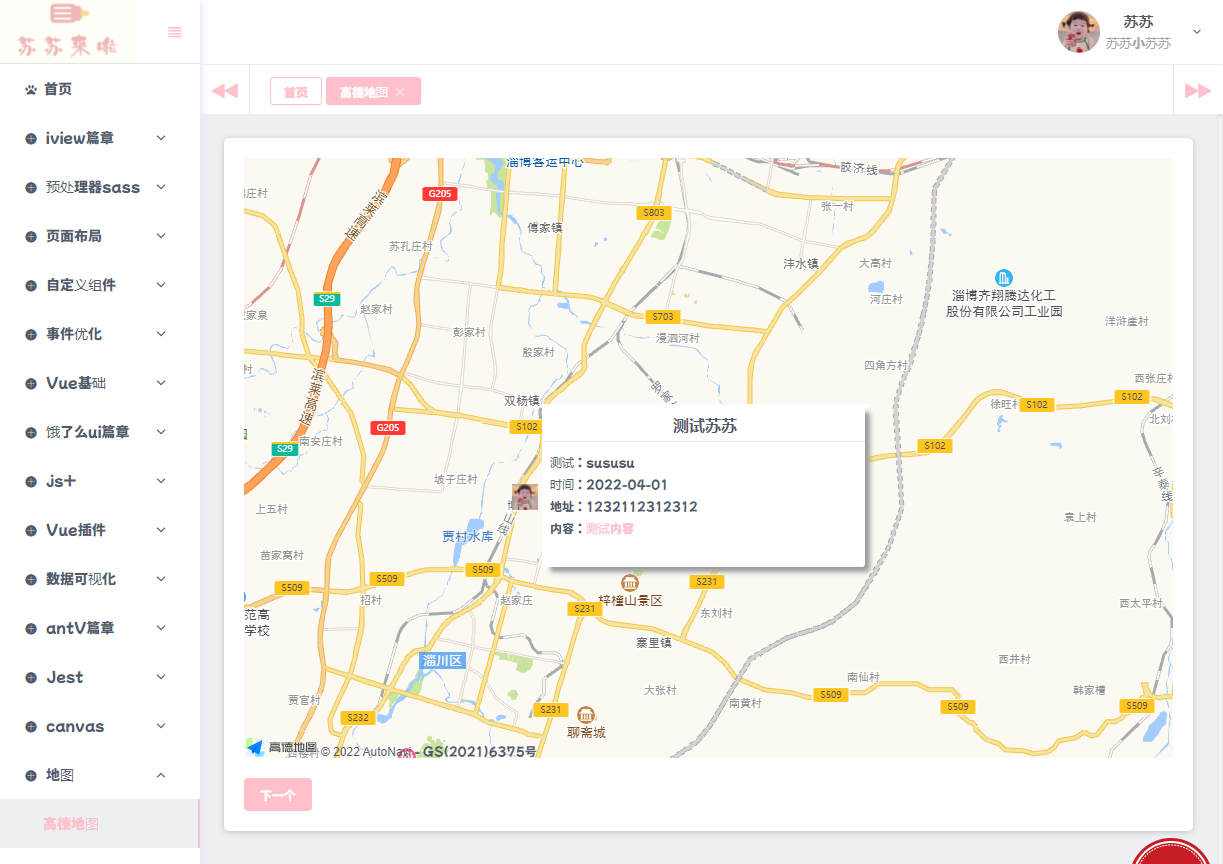 苏苏来啦
苏苏
苏苏小苏苏
首页
高德地图
首页
iview篇章
预处理器sass
页面布局
自定义组件
事件优化
Vue基础
饿了么ui篇章
js+
Vue插件
数据可视化
antV篇章
Jest
canvas
地图
高德地图
淄博客运中心
胶济线
G205
滨莱高速
S803
张一村
傅家镇
苏孔庄村
沣水镇
大高村
淄博齐翔腾达化工
股份有限公司工业园
河庄村
S29
赵家村
S703
洋浒崖村
彭家村
浸泗河村
殷家村
四角方村
滨莱高速
西张庄村
双杨镇
徐旺村
S102
S102
G205
S102
南安庄村
S29
S102
坡子庄村
辛泰线
上五村
袁上村
贾村水库
山线
苗家窝村
S509
S509
S509
招村
赵家庄
S231
S231
梓橦山景区
东刘村
西太平村
范高
学校
寨里镇
淄川区
西井村
大张村
南仙村
S509
S509
S509
韩家槽
贾官村
南黄村
S232
S231
聊斋城
测试苏苏
测试：sususu
时间：2022-04-01
地址：1232112312312
内容：测试内容
高德地图 © 2022 AutoNavi - GS(2021)6375号
下一个